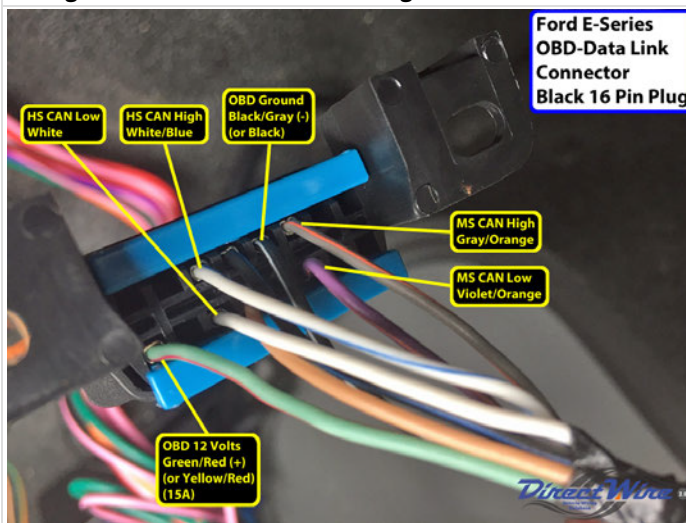 Ford E-Series
OBD-Data Link
Connector
Black 16 Pin Plug
OBD Ground
Black/Gray (-)
(or Black)
HS CAN Low
White
HS CAN High
White/Blue
MS CAN High
Gray/Orange
MS CAN Low
Violet/Orange
OBD 12 Volts
Green/Red (+)
(or Yellow/Red)
(15A)
DirectWire